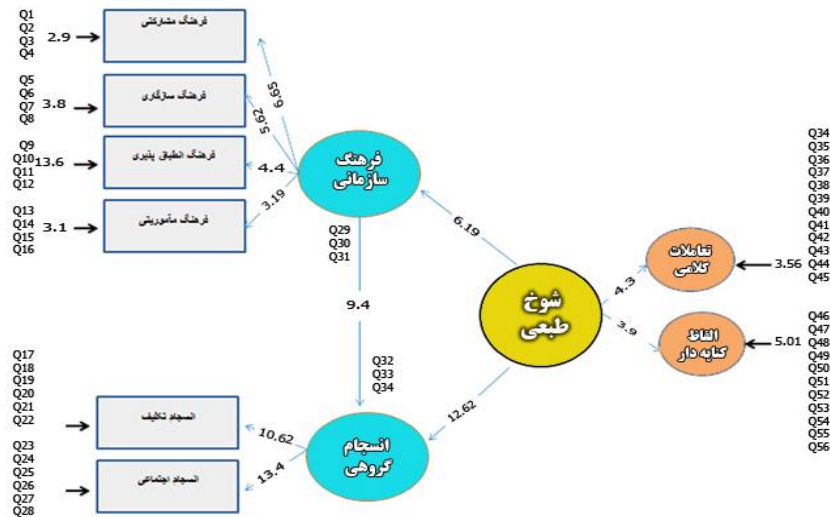 Q1
Q2
Q3
Q4
2.9
فرهنگ مشارکتی
Q5
Q6
Q7
Q8
3.8
فرهنگ سازگاری
Q9
Q10
Q11
Q12
13.6
فرهنگ انطباق پذیری
Q13
Q14
Q15
Q16
3.1
فرهنگ مأموریتی
6.65
5.62
4.4
3.19
فرهنگ
سازمانی
Q29
Q30
Q31
9.4
Q32
Q33
Q34
6.19
شوخ
طبعی
12.62
4.3
3.9
تعاملات
کلامی
3.56
Q34
Q35
Q36
Q37
Q38
Q39
Q40
Q41
Q42
Q43
Q44
Q45
الفاظ
کنایه دار
5.01
Q46
Q47
Q48
Q49
Q50
Q51
Q52
Q53
Q54
Q55
Q56
Q17
Q18
Q19
Q20
Q21
Q22
انسجام تکلیف
Q23
Q24
Q25
Q26
Q27
Q28
انسجام اجتماعی
10.62
13.4
انسجام
گروهی